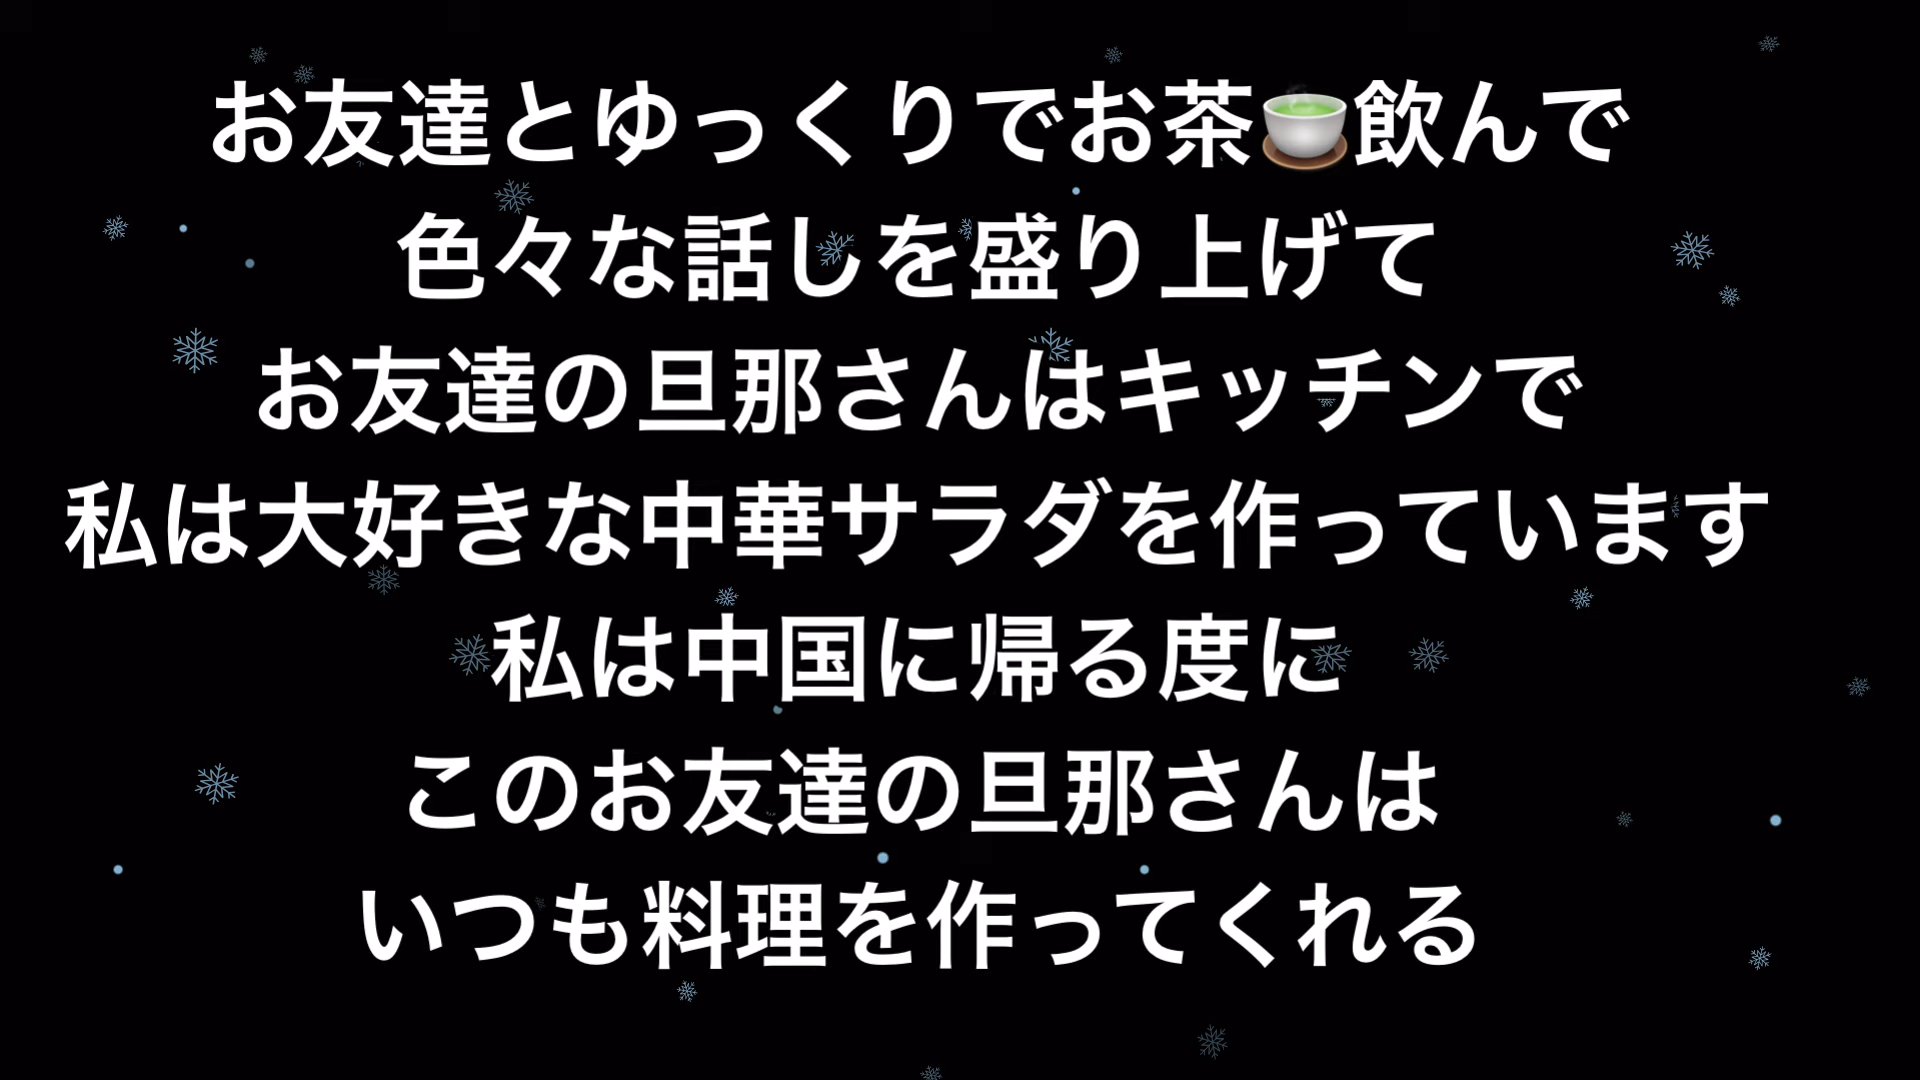 お友達とゆっくりでお茶🍵飲んで
色々な話しを盛り上げて
お友達の旦那さんはキッチンで
私は大好きな中華サラダを作っています
私は中国に帰る度に
このお友達の旦那さんは
いつも料理を作ってくれる